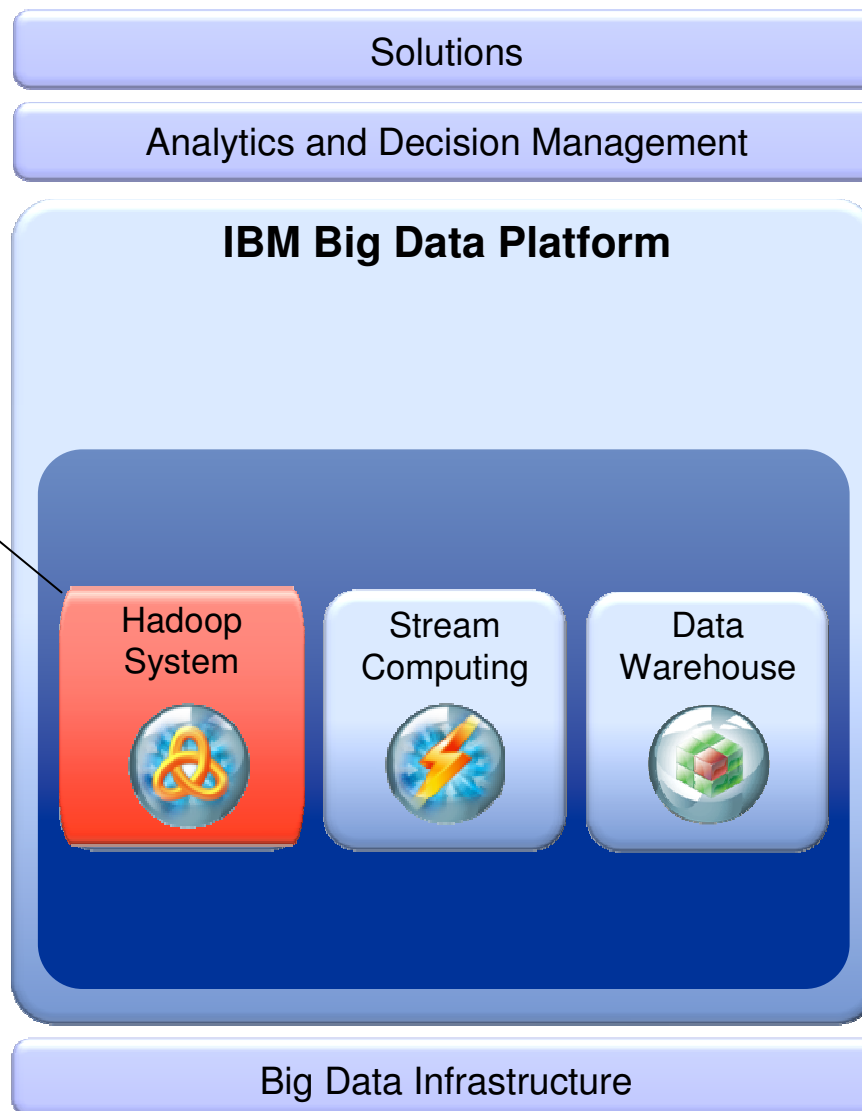 Solutions
Analytics and Decision Management
IBM Big Data Platform
Hadoop
System
Stream
Computing
Data
Warehouse
Big Data Infrastructure